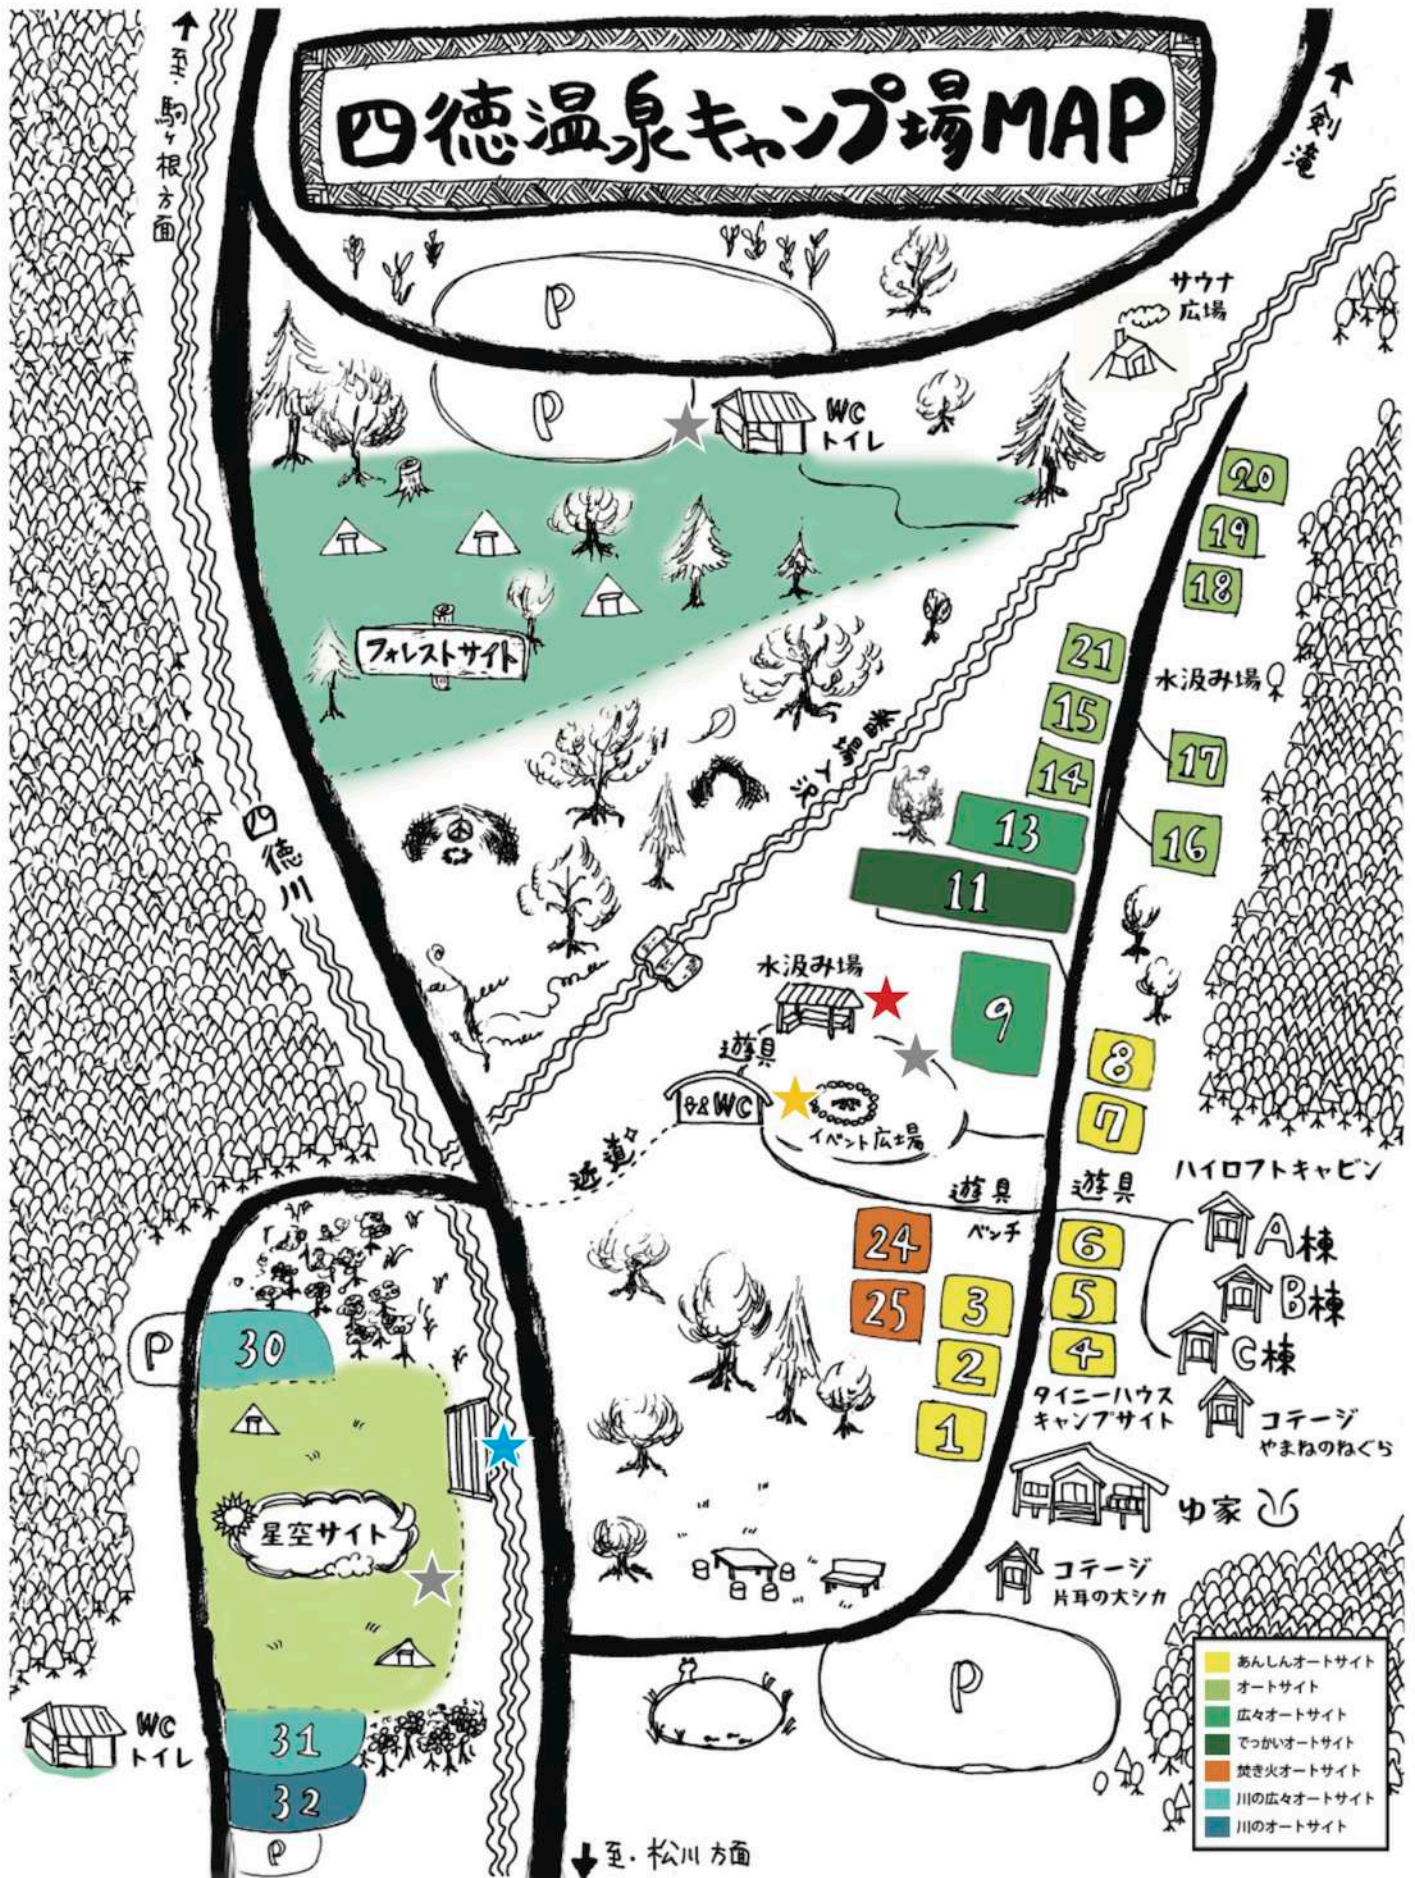 四徳温泉キャンプ場MAP
至・駒ヶ根方面
剣滝
P
サウナ
広場
P
WC
トイレ
20
19
18
フォレストサイト
21
水汲み場
15
17
14
16
13
11
四徳川
水汲み場
9
遊具
WC
イベント広場
近道
8
7
遊具
遊具
ベンチ
ハイロフトキャビン
A棟
B棟
C棟
24
25
6
5
4
3
2
1
タイニーハウス
キャンプサイト
コテージ
やまねのねぐら
ゆ家
コテージ
片耳の大シカ
P
30
星空サイト
WC
トイレ
31
32
P
P
至・松川方面
あんしんオートサイト
オートサイト
広々オートサイト
でっかいオートサイト
焚き火オートサイト
川の広々オートサイト
川のオートサイト